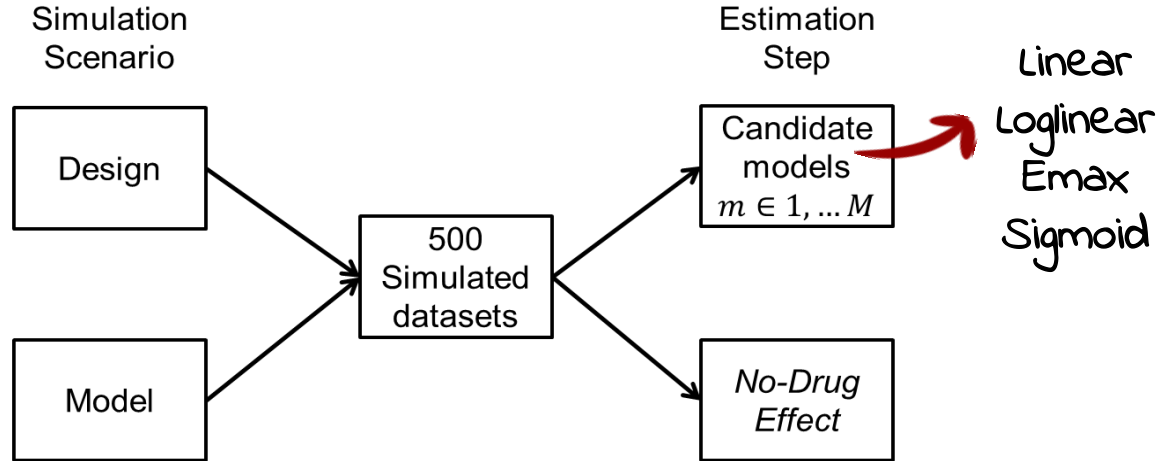 Simulation
Scenario
Design
Model
500
Simulated
datasets
Estimation
Step
Candidate
models
m ∈ 1, … M
No-Drug
Effect
Linear
Loglinear
Emax
Sigmoid